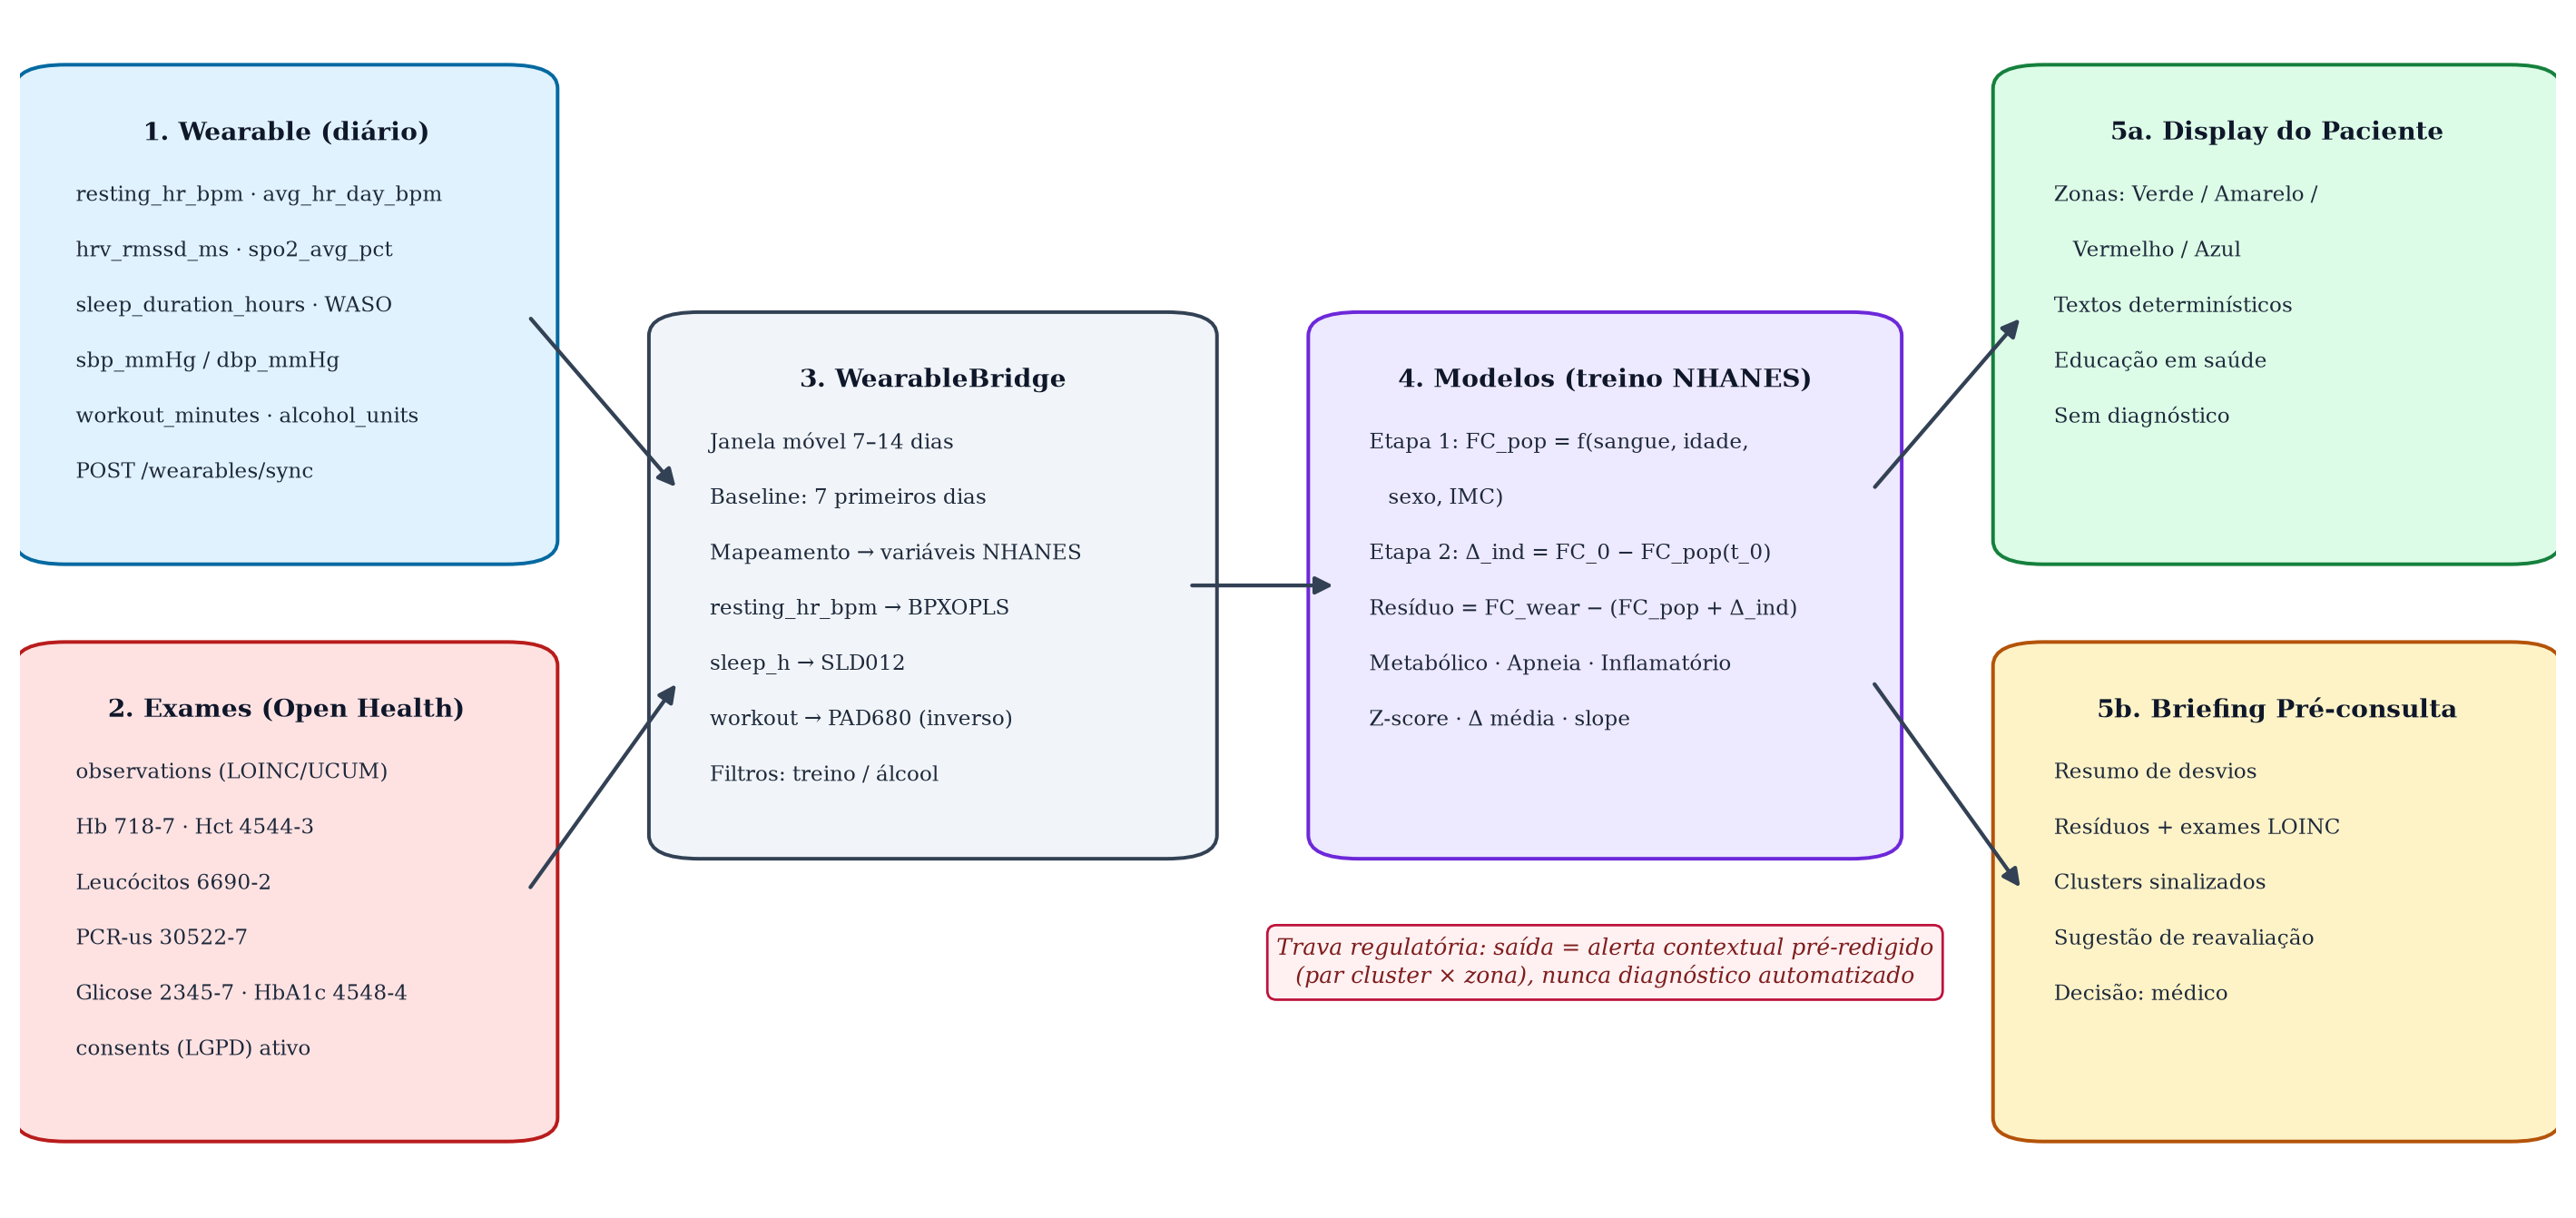 1. Wearable (diário)
resting_hr_bpm · avg_hr_day_bpm
hrv_rmssd_ms · spo2_avg_pct
sleep_duration_hours · WASO
sbp_mmHg / dbp_mmHg
workout_minutes · alcohol_units
POST /wearables/sync
2. Exames (Open Health)
observations (LOINC/UCUM)
Hb 718-7 · Hct 4544-3
Leucócitos 6690-2
PCR-us 30522-7
Glicose 2345-7 · HbA1c 4548-4
consents (LGPD) ativo
3. WearableBridge
Janela móvel 7–14 dias
Baseline: 7 primeiros dias
Mapeamento → variáveis NHANES
resting_hr_bpm → BPXOPLS
sleep_h → SLD012
workout → PAD680 (inverso)
Filtros: treino / álcool
4. Modelos (treino NHANES)
Etapa 1: FC_pop = f(sangue, idade,
sexo, IMC)
Etapa 2: Δ_ind = FC_0 − FC_pop(t_0)
Resíduo = FC_wear − (FC_pop + Δ_ind)
Metabólico · Apneia · Inflamatório
Z-score · Δ média · slope
Trava regulatória: saída = alerta contextual pré-redigido
(par cluster × zona), nunca diagnóstico automatizado
5a. Display do Paciente
Zonas: Verde / Amarelo /
Vermelho / Azul
Textos determinísticos
Educação em saúde
Sem diagnóstico
5b. Briefing Pré-consulta
Resumo de desvios
Resíduos + exames LOINC
Clusters sinalizados
Sugestão de reavaliação
Decisão: médico